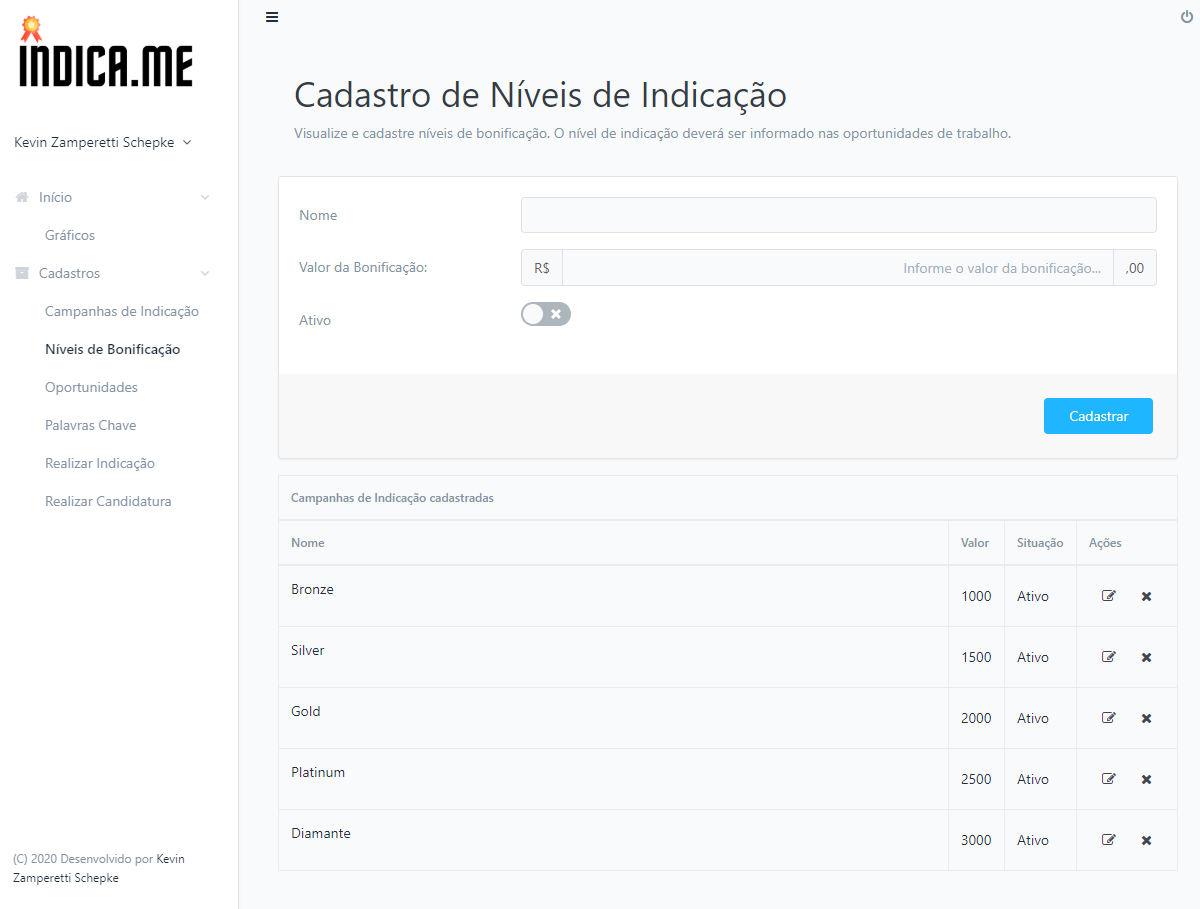 INDICA.ME
Kevin Zamperetti Schepke
Início
Gráficos
Cadastros
Campanhas de Indicação
Níveis de Bonificação
Oportunidades
Palavras Chave
Realizar Indicação
Realizar Candidatura
(C) 2020 Desenvolvido por Kevin
Zamperetti Schepke
Cadastro de Níveis de Indicação
Visualize e cadastre níveis de bonificação. O nível de indicação deverá ser informado nas oportunidades de trabalho.
Nome
Valor da Bonificação: R$ Informe o valor da bonificação... ,00
Ativo
Cadastrar
Campanhas de Indicação cadastradas
Nome Valor Situação Ações
Bronze 1000 Ativo
Silver 1500 Ativo
Gold 2000 Ativo
Platinum 2500 Ativo
Diamante 3000 Ativo